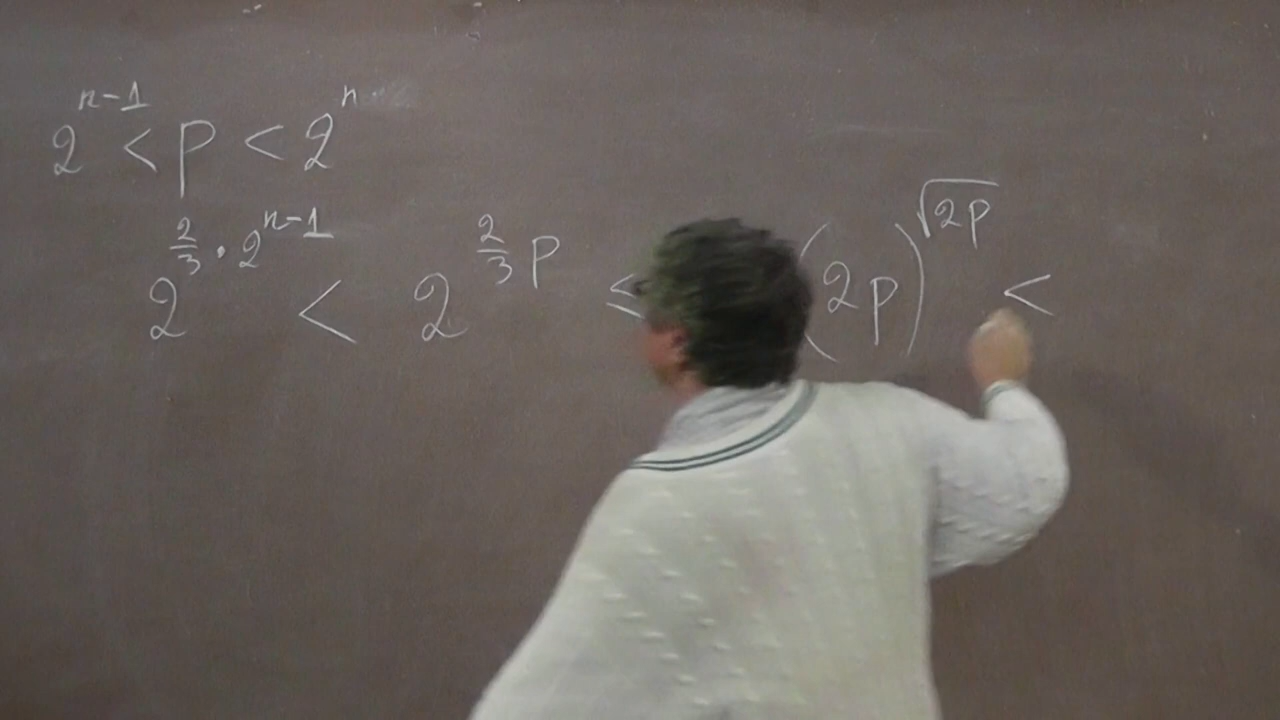 2^{n-1} < p < 2^n
2^{\frac{2}{3} \cdot 2^{n-1}} < 2^{\frac{2}{3} p} ≤ (2p)^{\sqrt{2p}} <